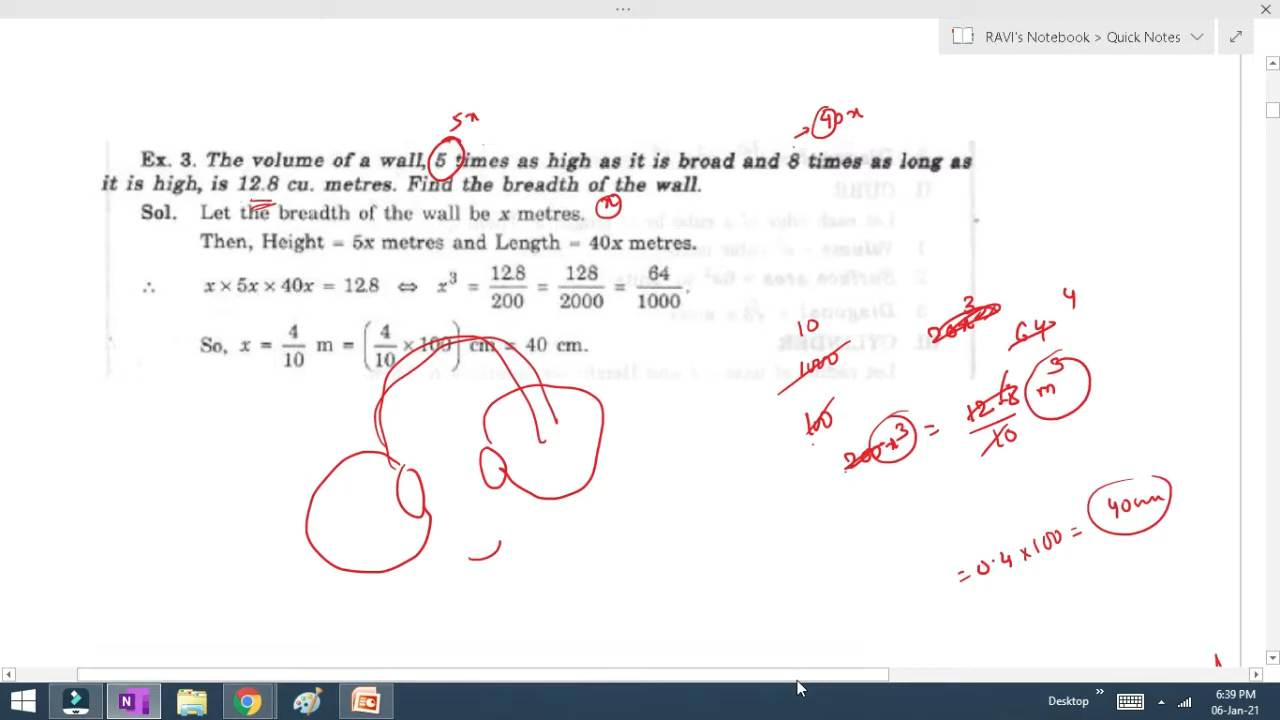 RAVI's Notebook > Quick Notes
5x
40x
Ex. 3. The volume of a wall, 5 times as high as it is broad and 8 times as long as
it is high, is 12.8 cu. metres. Find the breadth of the wall.
Sol. Let the breadth of the wall be x metres. x
Then, Height = 5x metres and Length = 40x metres.
∴ x × 5x × 40x = 12.8 ⇔ x³ = 12.8/200 = 128/2000 = 64/1000.
So, x = 4/10 m = (4/10 × 100) cm = 40 cm.
10
1000
100
64 4
200x³ = 128/10 m³
= 0.4 x 100 = 40cm
Desktop
6:39 PM
06-Jan-21